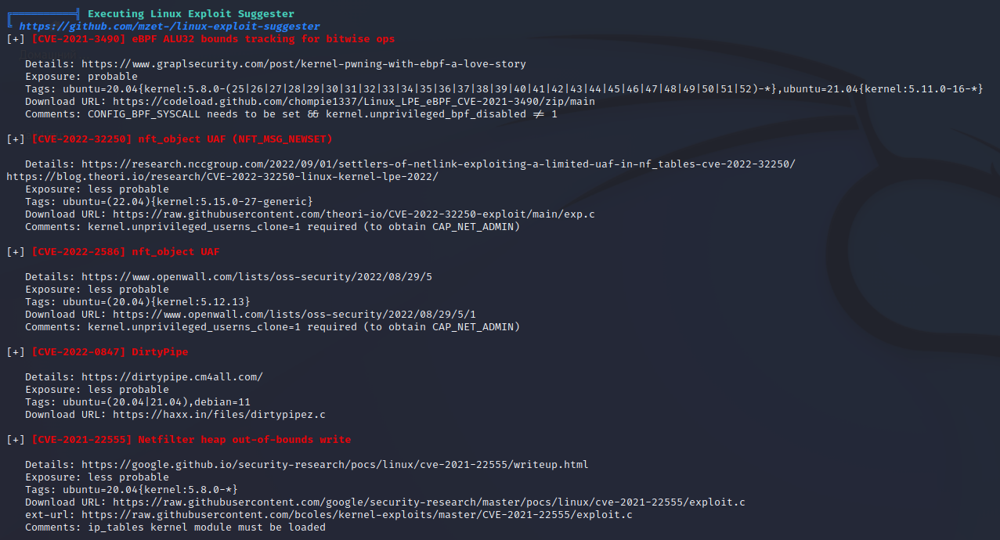 Executing Linux Exploit Suggester
https://github.com/mzet-/linux-exploit-suggester
[+] [CVE-2021-3490] eBPF ALU32 bounds tracking for bitwise ops
Details: https://www.graplsecurity.com/post/kernel-pwning-with-ebpf-a-love-story
Exposure: probable
Tags: ubuntu=20.04{kernel:5.8.0-(25|26|27|28|29|30|31|32|33|34|35|36|37|38|39|40|41|42|43|44|45|46|47|48|49|50|51|52)-*},ubuntu=21.04{kernel:5.11.0-16-*}
Download URL: https://codeload.github.com/chompie1337/Linux_LPE_eBPF_CVE-2021-3490/zip/main
Comments: CONFIG_BPF_SYSCALL needs to be set && kernel.unprivileged_bpf_disabled != 1
[+] [CVE-2022-32250] nft_object UAF (NFT_MSG_NEWSET)
Details: https://research.nccgroup.com/2022/09/01/settlers-of-netlink-exploiting-a-limited-uaf-in-nf_tables-cve-2022-32250/
https://blog.theori.io/research/CVE-2022-32250-linux-kernel-lpe-2022/
Exposure: less probable
Tags: ubuntu=(22.04){kernel:5.15.0-27-generic}
Download URL: https://raw.githubusercontent.com/theori-io/CVE-2022-32250-exploit/main/exp.c
Comments: kernel.unprivileged_userns_clone=1 required (to obtain CAP_NET_ADMIN)
[+] [CVE-2022-2586] nft_object UAF
Details: https://www.openwall.com/lists/oss-security/2022/08/29/5
Exposure: less probable
Tags: ubuntu=(20.04){kernel:5.12.13}
Download URL: https://www.openwall.com/lists/oss-security/2022/08/29/5/1
Comments: kernel.unprivileged_userns_clone=1 required (to obtain CAP_NET_ADMIN)
[+] [CVE-2022-0847] DirtyPipe
Details: https://dirtypipe.cm4all.com/
Exposure: less probable
Tags: ubuntu=(20.04|21.04),debian=11
Download URL: https://haxx.in/files/dirtypipez.c
[+] [CVE-2021-22555] Netfilter heap out-of-bounds write
Details: https://google.github.io/security-research/pocs/linux/cve-2021-22555/writeup.html
Exposure: less probable
Tags: ubuntu=20.04{kernel:5.8.0-*}
Download URL: https://raw.githubusercontent.com/google/security-research/master/pocs/linux/cve-2021-22555/exploit.c
ext-url: https://raw.githubusercontent.com/bcoles/kernel-exploits/master/CVE-2021-22555/exploit.c
Comments: ip_tables kernel module must be loaded